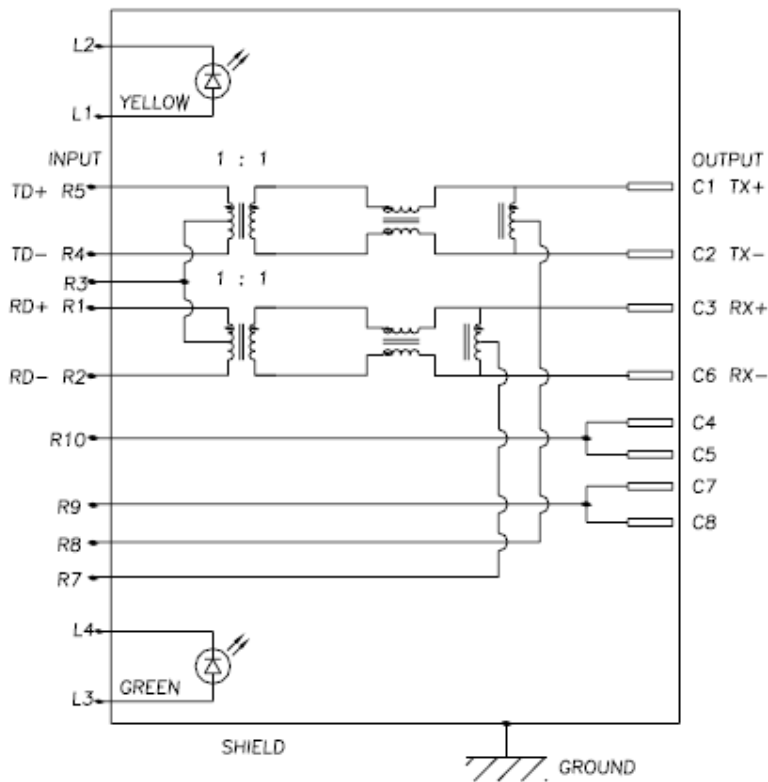 L2
L1 YELLOW
INPUT 1 : 1 OUTPUT
TD+ R5 C1 TX+
TD- R4 C2 TX-
R3 1 : 1
RD+ R1 C3 RX+
RD- R2 C6 RX-
C4
R10
C5
C7
R9
C8
R8
R7
L4
GREEN
L3
SHIELD
GROUND